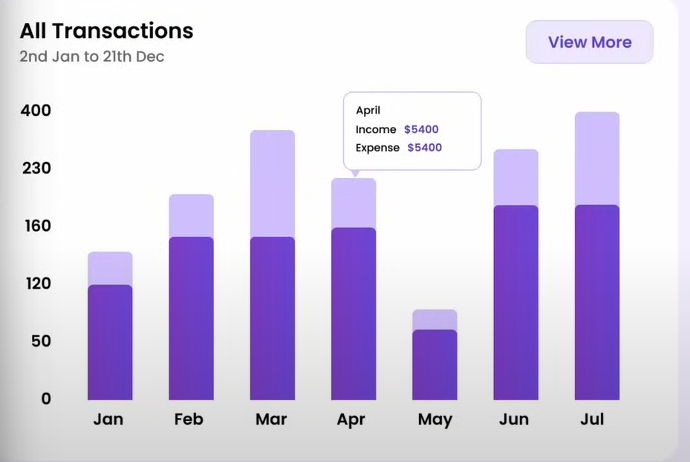 All Transactions
2nd Jan to 21th Dec
View More
400
230
160
120
50
0
April
Income $5400
Expense $5400
Jan Feb Mar Apr May Jun Jul